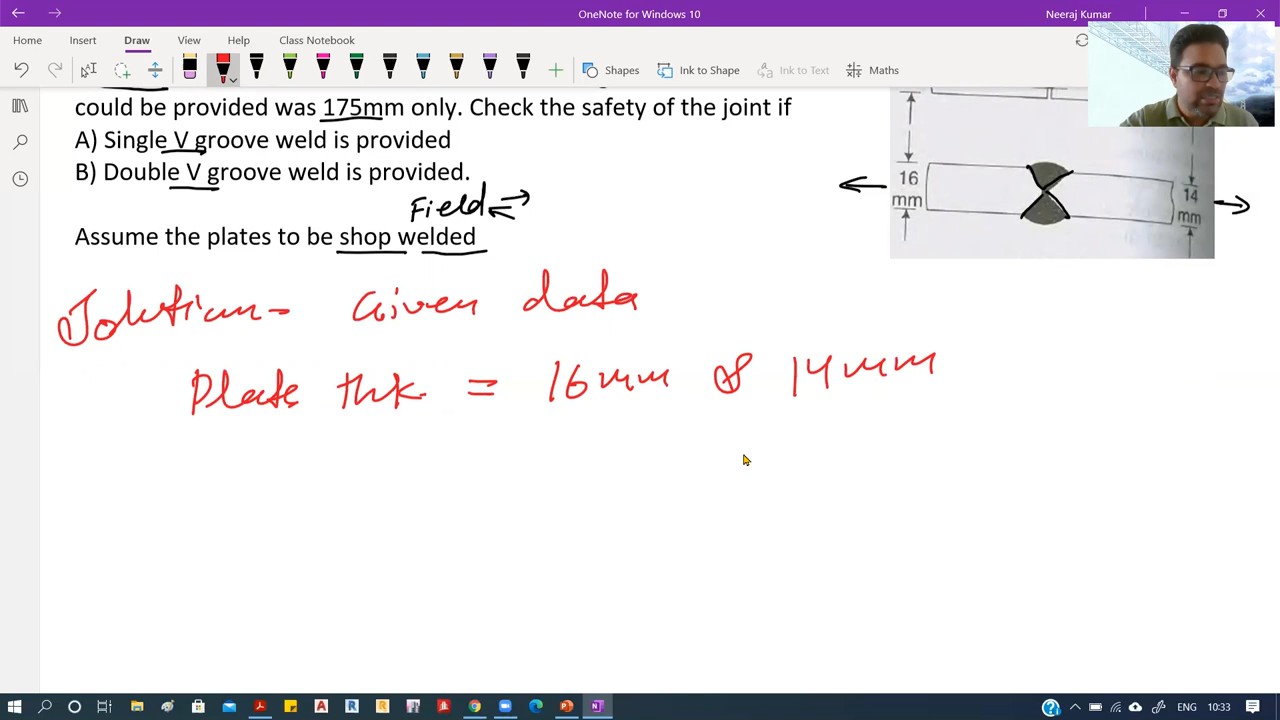 OneNote for Windows 10
Neeraj Kumar
Home Insert Draw View Help Class Notebook
Shapes Ink to Shape Ink to Text Maths
could be provided was 175mm only. Check the safety of the joint if
A) Single V groove weld is provided
B) Double V groove weld is provided.
Field
Assume the plates to be shop welded
16
mm
14
mm
Solution- Given data
Plate thk = 16mm & 14mm
ENG 10:33